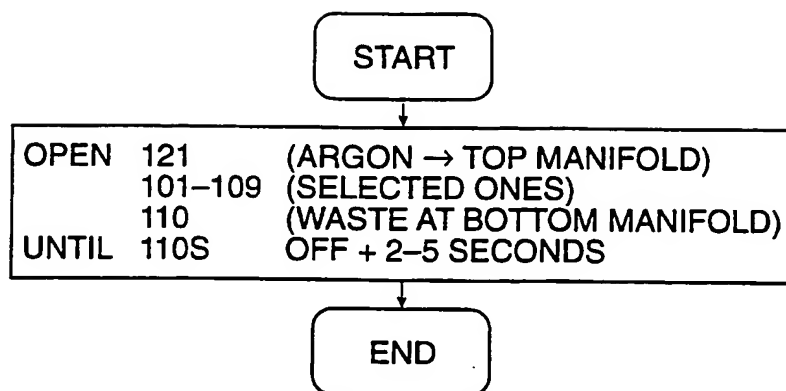 START
OPEN 121 (ARGON → TOP MANIFOLD)
101–109 (SELECTED ONES)
110 (WASTE AT BOTTOM MANIFOLD)
UNTIL 110S OFF + 2–5 SECONDS
END